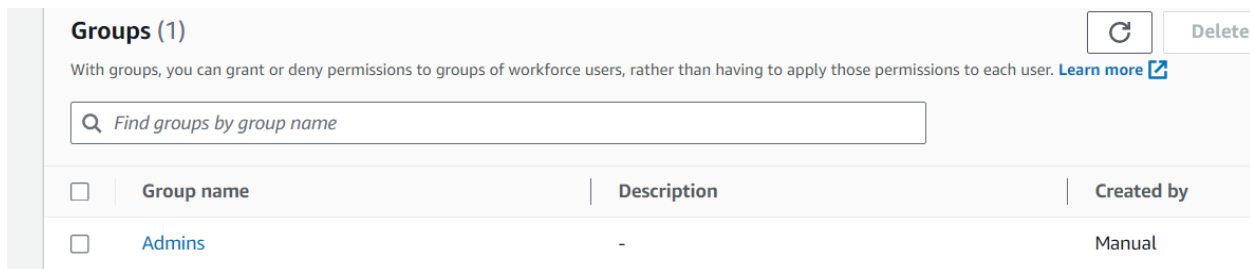 Groups (1)
Delete
With groups, you can grant or deny permissions to groups of workforce users, rather than having to apply those permissions to each user. Learn more
Find groups by group name
Group name Description Created by
Admins - Manual